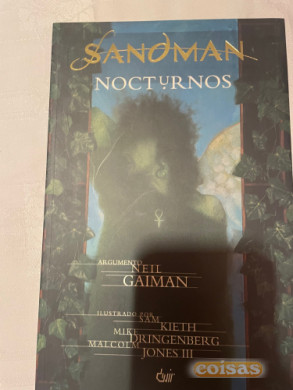 SANDMAN
NOCTURNOS
ARGUMENTO
NEIL
GAIMAN
ILUSTRADO POR
SAM
KIETH
MIKE
DRINGENBERG
MALCOLM
JONES III
coisas